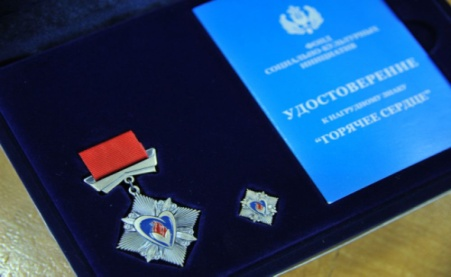 ФОНД
СОЦИАЛЬНО-КУЛЬТУРНЫХ
ИНИЦИАТИВ
УДОСТОВЕРЕНИЕ
К НАГРУДНОМУ ЗНАКУ
"ГОРЯЧЕЕ СЕРДЦЕ"